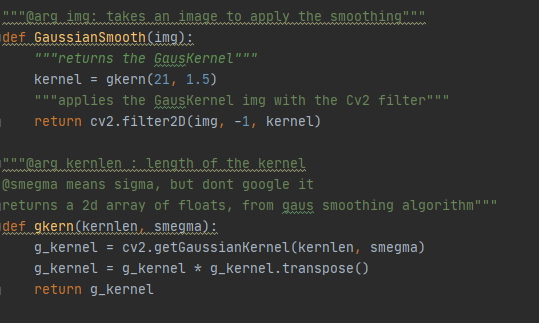 """@arg img: takes an image to apply the smoothing"""
def GaussianSmooth(img):
"""returns the GausKernel"""
kernel = gkern(21, 1.5)
"""applies the GausKernel img with the Cv2 filter"""
return cv2.filter2D(img, -1, kernel)
"""@arg kernlen : length of the kernel
@smegma means sigma, but dont google it
returns a 2d array of floats, from gaus smoothing algorithm"""
def gkern(kernlen, smegma):
g_kernel = cv2.getGaussianKernel(kernlen, smegma)
g_kernel = g_kernel * g_kernel.transpose()
return g_kernel